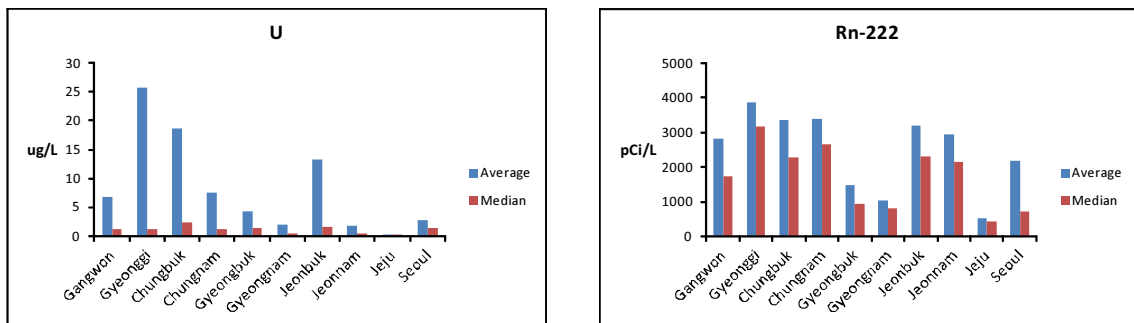 U
30
25
20
15
10
5
0
ug/L
Average
Median
Gangwon
Gyeonggi
Chungbuk
Chungnam
Gyeongbuk
Gyeongnam
Jeonbuk
Jeonnam
Jeju
Seoul
Rn-222
5000
4000
3000
2000
1000
0
pCi/L
Average
Median
Gangwon
Gyeonggi
Chungbuk
Chungnam
Gyeongbuk
Gyeongnam
Jeonbuk
Jeonnam
Jeju
Seoul